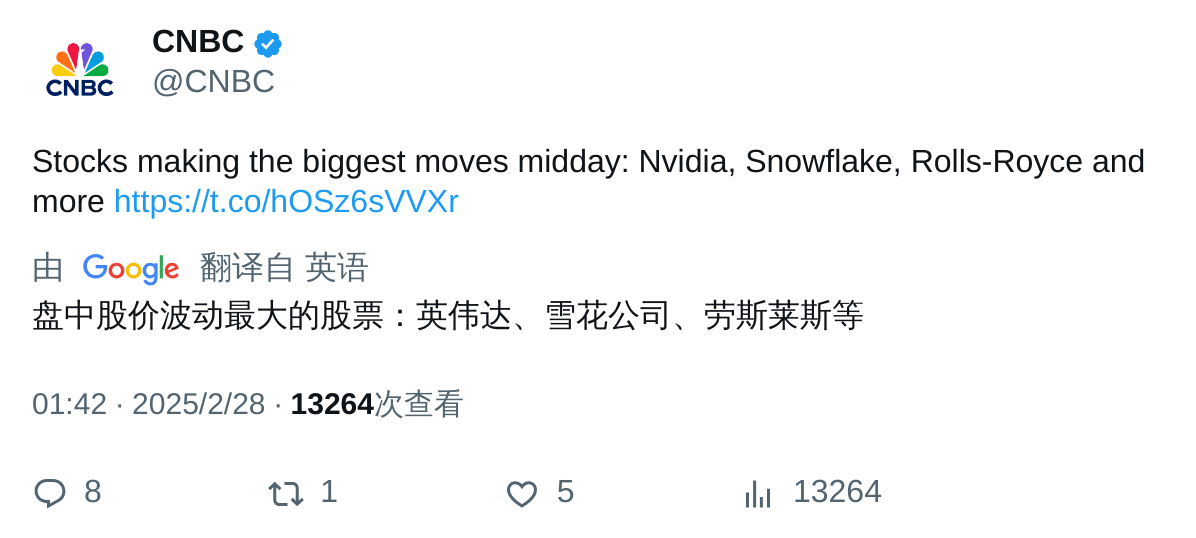 CNBC
@CNBC
CNBC
Stocks making the biggest moves midday: Nvidia, Snowflake, Rolls-Royce and
more https://t.co/hOSz6sVVXr
由 Google 翻译自 英语
盘中股价波动最大的股票：英伟达、雪花公司、劳斯莱斯等
01:42 · 2025/2/28 · 13264次查看
8 1 5 13264